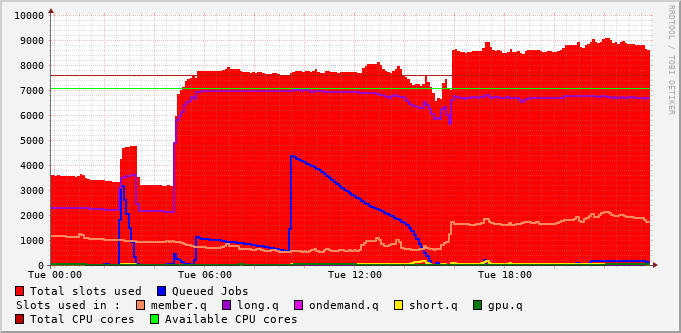 10000
9000
8000
7000
6000
5000
4000
3000
2000
1000
0
Tue 00:00 Tue 06:00 Tue 12:00 Tue 18:00
RRDTOOL / TOBI OETIKER
Total slots used Queued Jobs
Slots used in : member.q long.q ondemand.q short.q gpu.q
Total CPU cores Available CPU cores